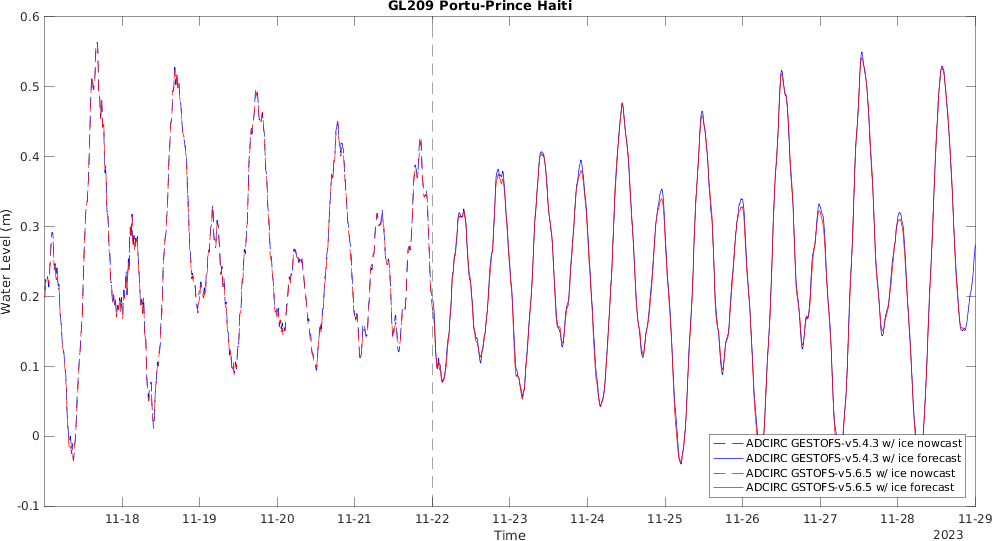 GL209 Portu-Prince Haiti
0.6
0.5
0.4
0.3
0.2
0.1
0
-0.1
Water Level (m)
ADCIRC GESTOFS-v5.4.3 w/ ice nowcast
ADCIRC GESTOFS-v5.4.3 w/ ice forecast
ADCIRC GSTOFS-v5.6.5 w/ ice nowcast
ADCIRC GSTOFS-v5.6.5 w/ ice forecast
11-18 11-19 11-20 11-21 11-22 11-23 11-24 11-25 11-26 11-27 11-28 11-29
Time
2023